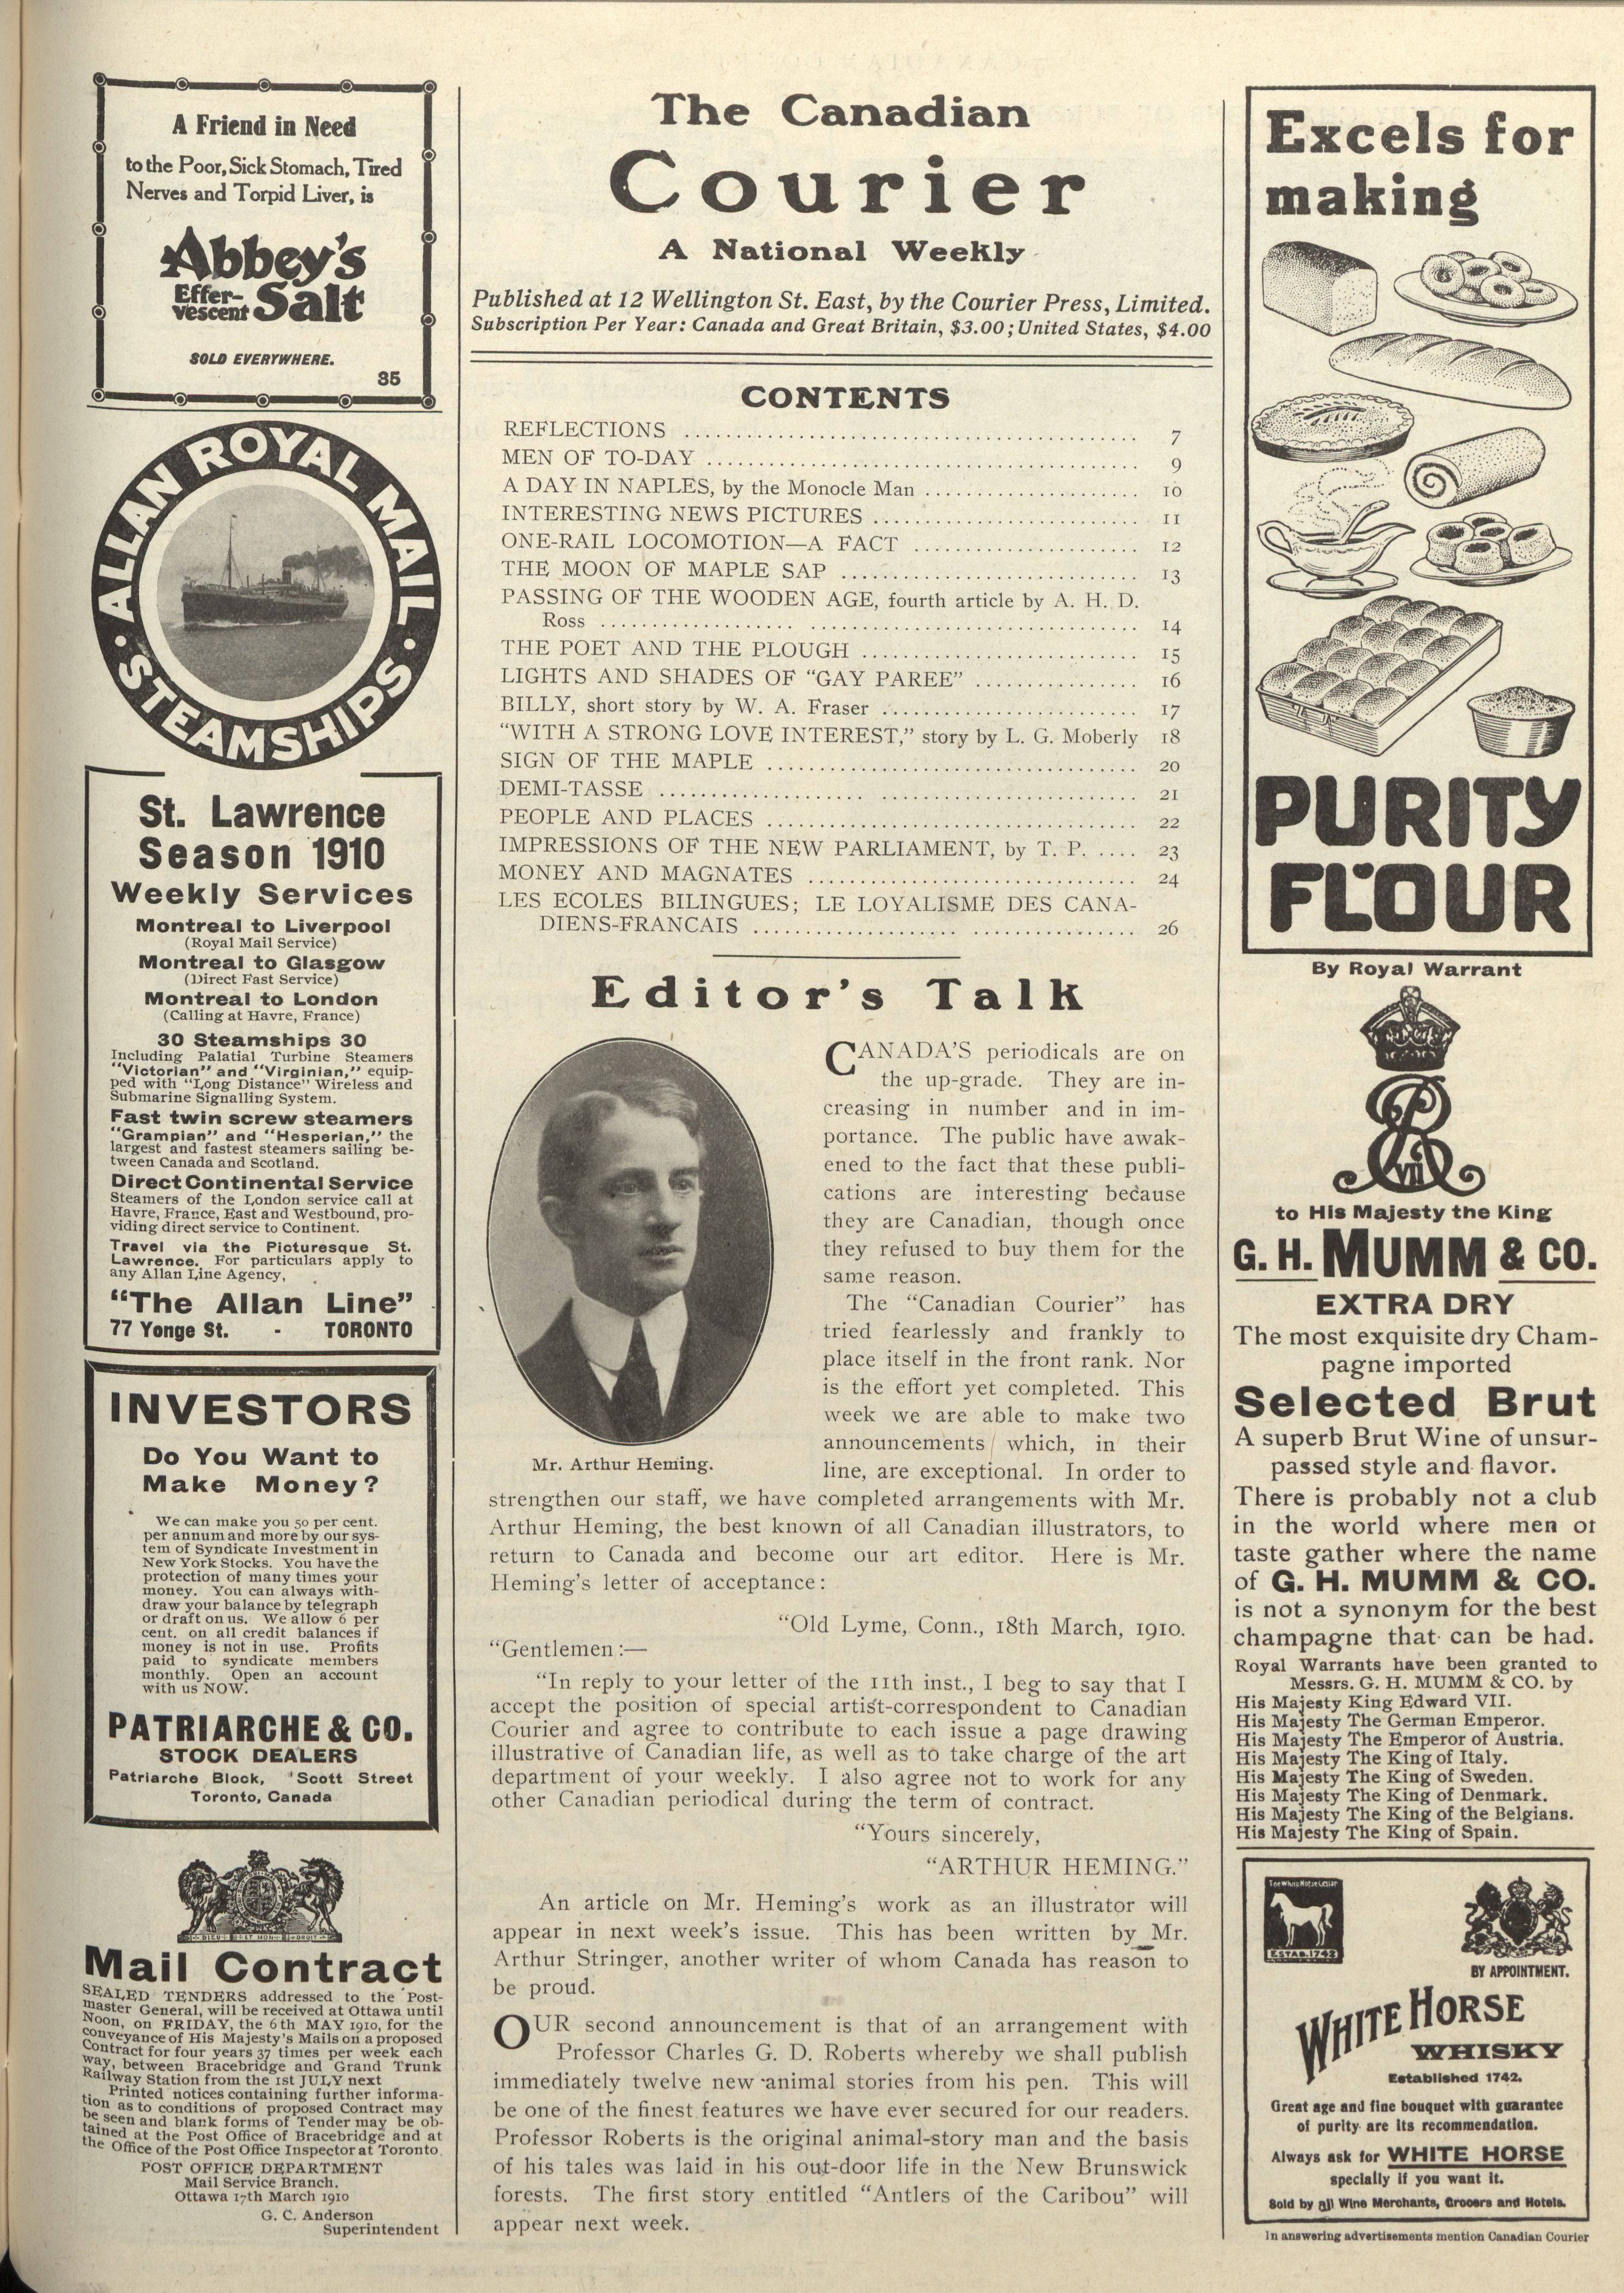 A Friend in Need
to the Poor, Sick Stomach, Tired
Nerves and Torpid Liver, is
Abbey's
Effer-
vescent Salt
SOLD EVERYWHERE.
35
ALLAN ROYAL MAIL
STEAMSHIPS
St. Lawrence
Season 1910
Weekly Services
Montreal to Liverpool
(Royal Mail Service)
Montreal to Glasgow
(Direct Fast Service)
Montreal to London
(Calling at Havre, France)
30 Steamships 30
Including Palatial Turbine Steamers
"Victorian" and "Virginian," equip-
ped with "Long Distance" Wireless and
Submarine Signalling System.
Fast twin screw steamers
"Grampian" and "Hesperian," the
largest and fastest steamers sailing be-
tween Canada and Scotland.
Direct Continental Service
Steamers of the London service call at
Havre, France, East and Westbound, pro-
viding direct service to Continent.
Travel via the Picturesque St.
Lawrence. For particulars apply to
any Allan Line Agency,
"The Allan Line"
77 Yonge St. - TORONTO
INVESTORS
Do You Want to
Make Money?
We can make you 50 per cent.
per annum and more by our sys-
tem of Syndicate Investment in
New York Stocks. You have the
protection of many times your
money. You can always with-
draw your balance by telegraph
or draft on us. We allow 6 per
cent. on all credit balances if
money is not in use. Profits
paid to syndicate members
monthly. Open an account
with us NOW.
PATRIARCHE & CO.
STOCK DEALERS
Patriarche Block, Scott Street
Toronto, Canada
DIEU ET MON DROIT
Mail Contract
SEALED TENDERS addressed to the Post-
master General, will be received at Ottawa until
Noon, on FRIDAY, the 6th MAY 1910, for the
conveyance of His Majesty's Mails on a proposed
Contract for four years 37 times per week each
way, between Bracebridge and Grand Trunk
Railway Station from the 1st JULY next
Printed notices containing further informa-
tion as to conditions of proposed Contract may
be seen and blank forms of Tender may be ob-
tained at the Post Office of Bracebridge and at
the Office of the Post Office Inspector at Toronto.
POST OFFICE DEPARTMENT
Mail Service Branch.
Ottawa 17th March 1910
G. C. Anderson
Superintendent
The Canadian
Courier
A National Weekly
Published at 12 Wellington St. East, by the Courier Press, Limited.
Subscription Per Year: Canada and Great Britain, $3.00; United States, $4.00
CONTENTS
REFLECTIONS ........ 7
MEN OF TO-DAY ........ 9
A DAY IN NAPLES, by the Monocle Man ........ 10
INTERESTING NEWS PICTURES ........ 11
ONE-RAIL LOCOMOTION—A FACT ........ 12
THE MOON OF MAPLE SAP ........ 13
PASSING OF THE WOODEN AGE, fourth article by A. H. D.
Ross ........ 14
THE POET AND THE PLOUGH ........ 15
LIGHTS AND SHADES OF "GAY PAREE" ........ 16
BILLY, short story by W. A. Fraser ........ 17
"WITH A STRONG LOVE INTEREST," story by L. G. Moberly 18
SIGN OF THE MAPLE ........ 20
DEMI-TASSE ........ 21
PEOPLE AND PLACES ........ 22
IMPRESSIONS OF THE NEW PARLIAMENT, by T. P. .... 23
MONEY AND MAGNATES ........ 24
LES ECOLES BILINGUES; LE LOYALISME DES CANA-
DIENS-FRANCAIS ........ 26
Editor's Talk
Mr. Arthur Heming.
CANADA'S periodicals are on
the up-grade. They are in-
creasing in number and in im-
portance. The public have awak-
ened to the fact that these publi-
cations are interesting because
they are Canadian, though once
they refused to buy them for the
same reason.
The "Canadian Courier" has
tried fearlessly and frankly to
place itself in the front rank. Nor
is the effort yet completed. This
week we are able to make two
announcements which, in their
line, are exceptional. In order to
strengthen our staff, we have completed arrangements with Mr.
Arthur Heming, the best known of all Canadian illustrators, to
return to Canada and become our art editor. Here is Mr.
Heming's letter of acceptance:
"Old Lyme, Conn., 18th March, 1910.
"Gentlemen:—
"In reply to your letter of the 11th inst., I beg to say that I
accept the position of special artist-correspondent to Canadian
Courier and agree to contribute to each issue a page drawing
illustrative of Canadian life, as well as to take charge of the art
department of your weekly. I also agree not to work for any
other Canadian periodical during the term of contract.
"Yours sincerely,
"ARTHUR HEMING."
An article on Mr. Heming's work as an illustrator will
appear in next week's issue. This has been written by Mr.
Arthur Stringer, another writer of whom Canada has reason to
be proud.
OUR second announcement is that of an arrangement with
Professor Charles G. D. Roberts whereby we shall publish
immediately twelve new animal stories from his pen. This will
be one of the finest features we have ever secured for our readers.
Professor Roberts is the original animal-story man and the basis
of his tales was laid in his out-door life in the New Brunswick
forests. The first story entitled "Antlers of the Caribou" will
appear next week.
Excels for
making
PURITY
FLOUR
By Royal Warrant
VII
to His Majesty the King
G. H. MUMM & CO.
EXTRA DRY
The most exquisite dry Cham-
pagne imported
Selected Brut
A superb Brut Wine of unsur-
passed style and flavor.
There is probably not a club
in the world where men of
taste gather where the name
of G. H. MUMM & CO.
is not a synonym for the best
champagne that can be had.
Royal Warrants have been granted to
Messrs. G. H. MUMM & CO. by
His Majesty King Edward VII.
His Majesty The German Emperor.
His Majesty The Emperor of Austria.
His Majesty The King of Italy.
His Majesty The King of Sweden.
His Majesty The King of Denmark.
His Majesty The King of the Belgians.
His Majesty The King of Spain.
The White Horse Cellar
ESTAB. 1742
BY APPOINTMENT.
WHITE HORSE
WHISKY
Established 1742.
Great age and fine bouquet with guarantee
of purity are its recommendation.
Always ask for WHITE HORSE
specially if you want it.
Sold by all Wine Merchants, Grocers and Hotels.
In answering advertisements mention Canadian Courier